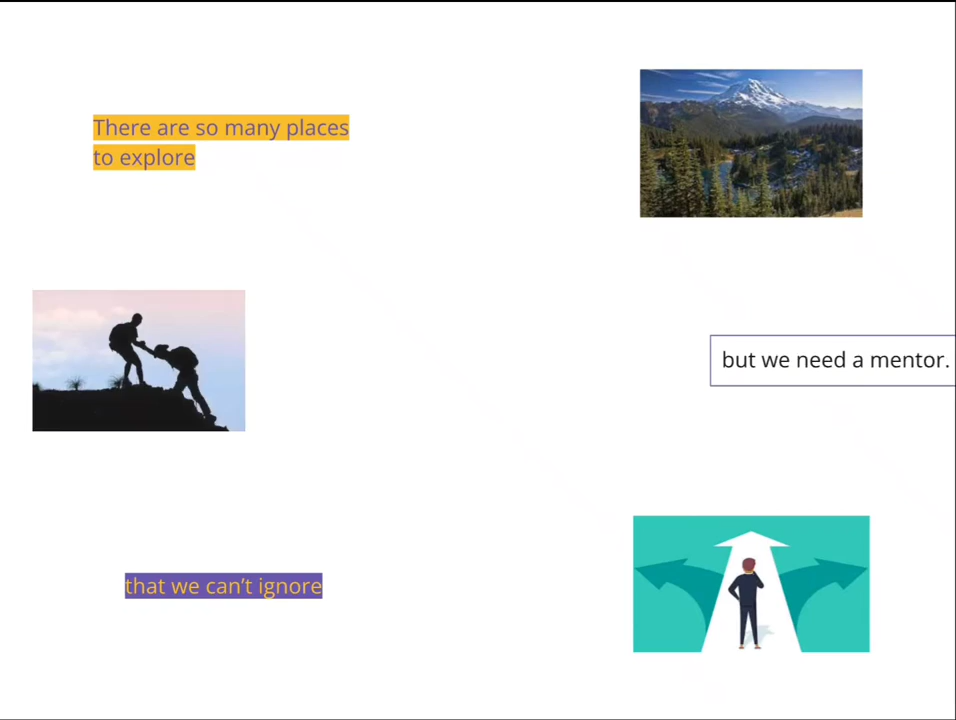 There are so many places
to explore
but we need a mentor.
that we can't ignore